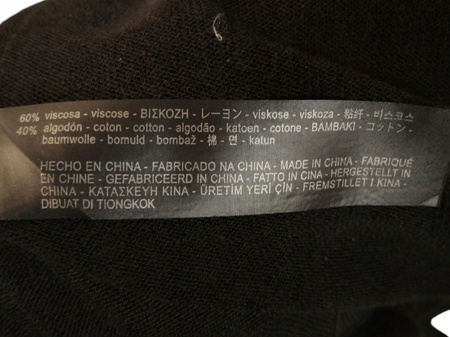 60% viscosa - viscose - ΒΙΣΚΟΖΗ - レーヨン - viskose - viskoza - 粘纤 - 비스코스
40% algodón - coton - cotton - algodão - katoen - cotone - ΒΑΜΒΑΚΙ - コットン -
baumwolle - bomuld - bombaž - 棉 - 면 - katun
HECHO EN CHINA - FABRICADO NA CHINA - MADE IN CHINA - FABRIQUÉ
EN CHINE - GEFABRICEERD IN CHINA - FATTO IN CINA - HERGESTELLT IN
CHINA - ΚΑΤΑΣΚΕΥΗ ΚΙΝΑ - ÜRETİM YERİ ÇİN - FREMSTILLET I KINA -
DIBUAT DI TIONGKOK